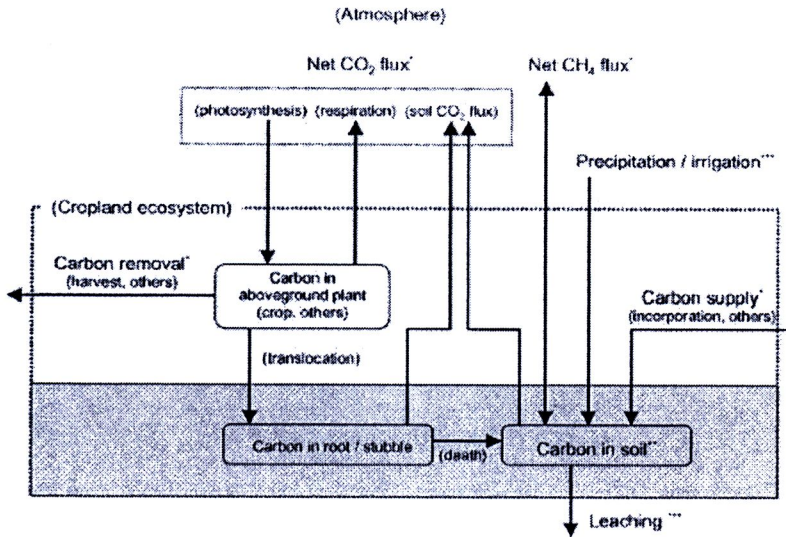 (Atmosphere)
Net CO₂ flux*
Net CH₄ flux*
(photosynthesis) (respiration) (soil CO₂ flux)
Precipitation / irrigation***
(Cropland ecosystem)
Carbon removal*
(harvest, others)
Carbon in
aboveground plant
(crop, others)
Carbon supply*
(incorporation, others)
(translocation)
Carbon in root / stubble
(death)
Carbon in soil**
Leaching ***